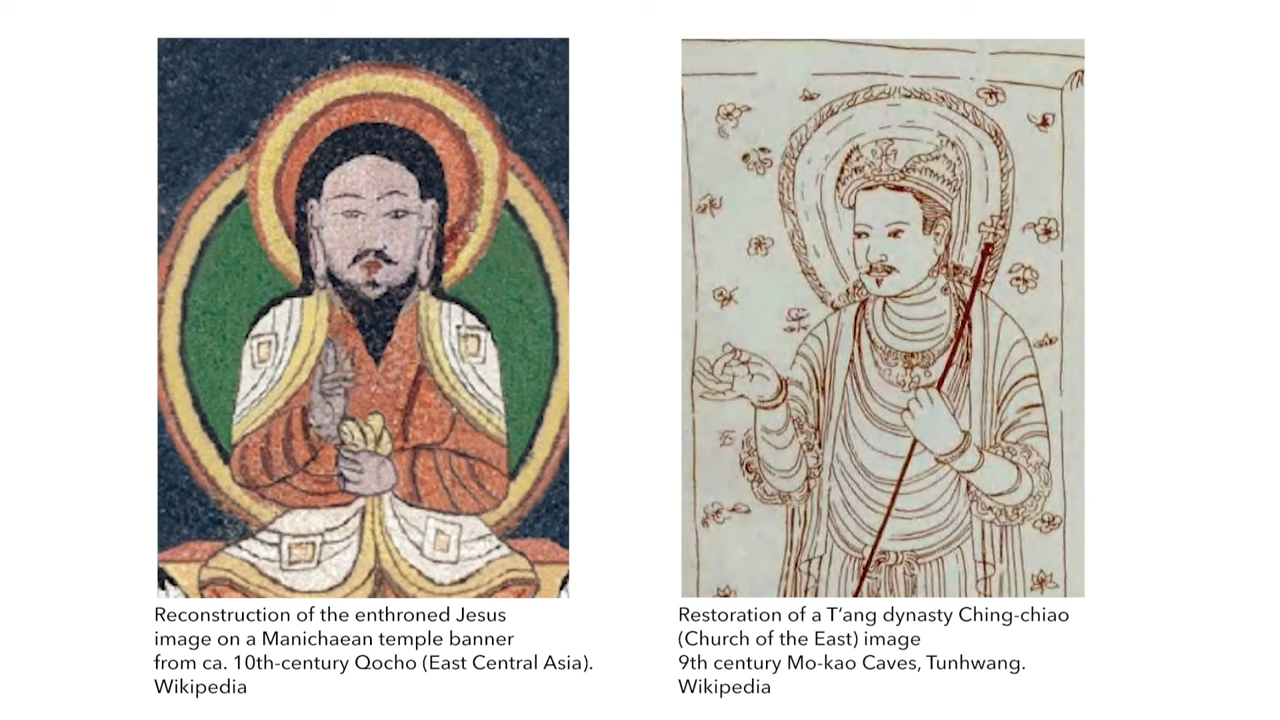 Reconstruction of the enthroned Jesus
image on a Manichaean temple banner
from ca. 10th-century Qocho (East Central Asia).
Wikipedia
Restoration of a T‘ang dynasty Ching-chiao
(Church of the East) image
9th century Mo-kao Caves, Tunhwang.
Wikipedia